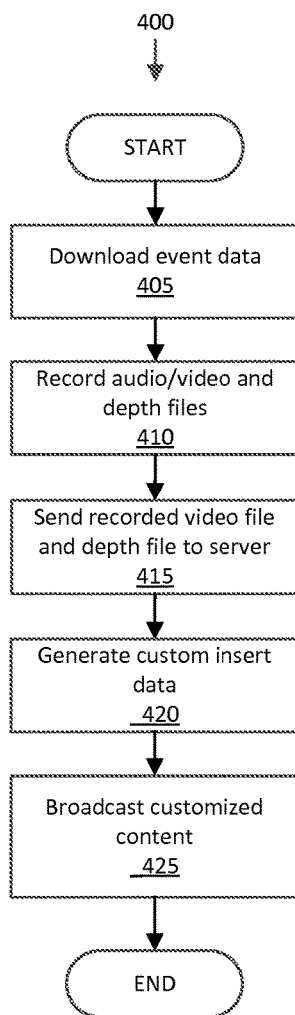 400
START
Download event data
405
Record audio/video and
depth files
410
Send recorded video file
and depth file to server
415
Generate custom insert
data
420
Broadcast customized
content
425
END